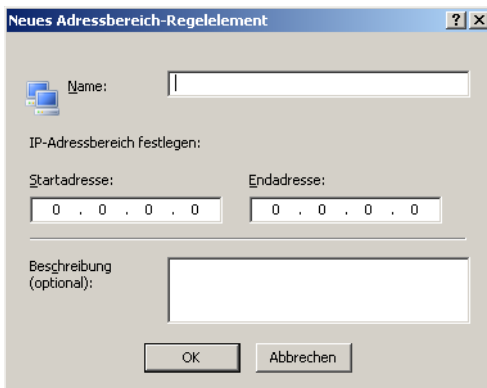 Neues Adressbereich-Regelelement
Name:
IP-Adressbereich festlegen:
Startadresse: Endadresse:
0 . 0 . 0 . 0 0 . 0 . 0 . 0
Beschreibung
(optional):
OK Abbrechen